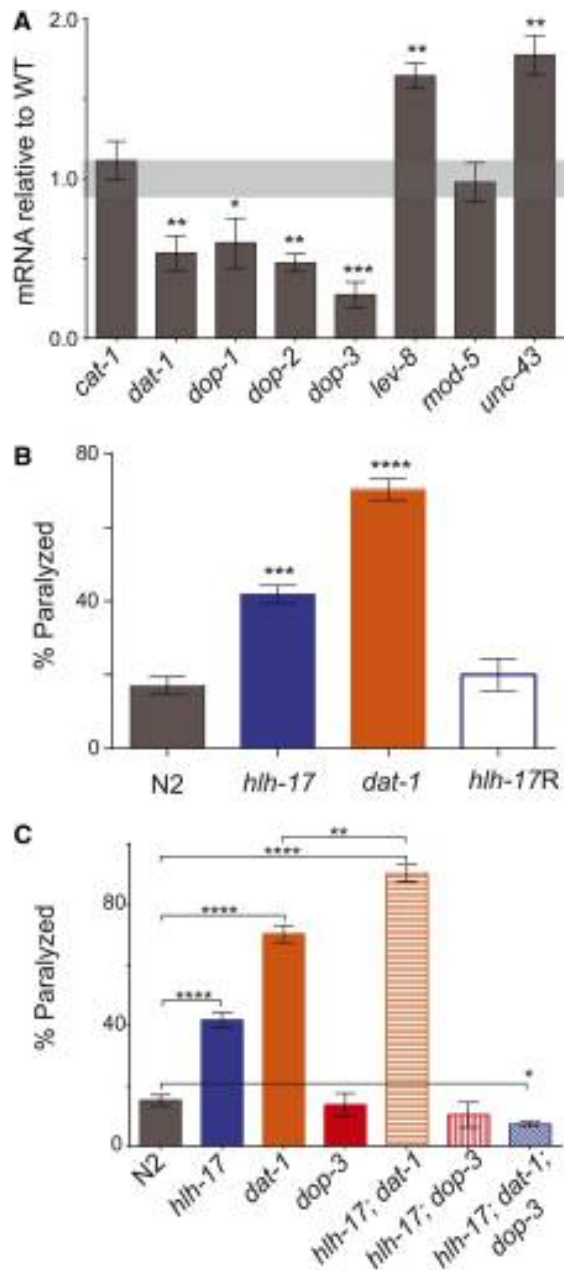 A
mRNA relative to WT
2.0
1.0
0.0
**
*
**
***
**
**
cat-1
dat-1
dop-1
dop-2
dop-3
lev-8
mod-5
unc-43
B
% Paralyzed
80
40
0
***
****
N2
hlh-17
dat-1
hlh-17R
C
% Paralyzed
80
40
0
**
****
****
****
*
N2
hlh-17
dat-1
dop-3
hlh-17; dat-1
hlh-17; dop-3
hlh-17; dat-1;
dop-3